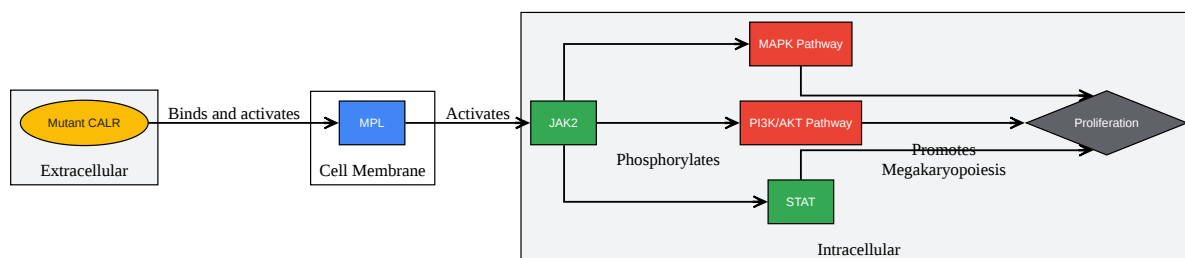 Mutant CALR
Extracellular
Binds and activates
MPL
Cell Membrane
Activates
JAK2
Phosphorylates
MAPK Pathway
PI3K/AKT Pathway
STAT
Promotes
Megakaryopoiesis
Proliferation
Intracellular